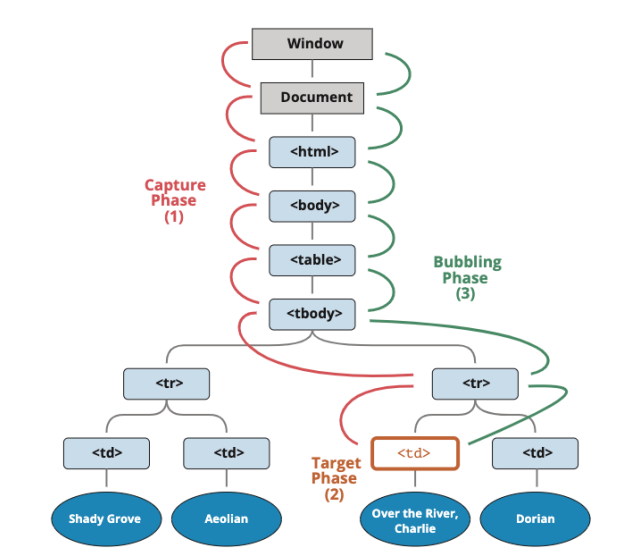 Window
Document
<html>
<body>
Capture
Phase
(1)
<table>
Bubbling
Phase
(3)
<tbody>
<tr>
<tr>
<td>
<td>
<td>
<td>
Target
Phase
(2)
Shady Grove
Aeolian
Over the River,
Charlie
Dorian